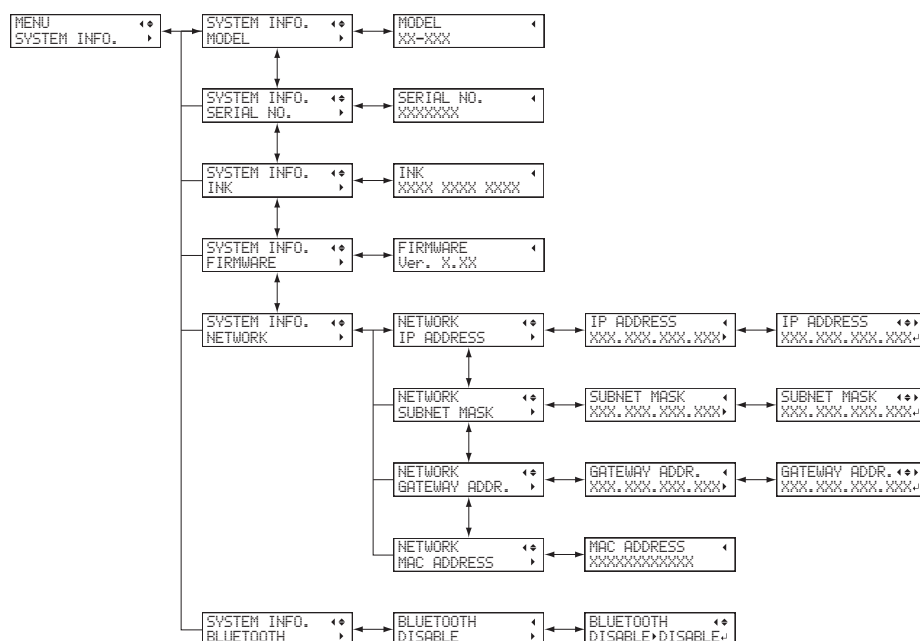 MENU
SYSTEM INFO.
SYSTEM INFO.
MODEL
MODEL
XX-XXX
SYSTEM INFO.
SERIAL NO.
SERIAL NO.
XXXXXXX
SYSTEM INFO.
INK
INK
XXXX XXXX XXXX
SYSTEM INFO.
FIRMWARE
FIRMWARE
Ver. X.XX
SYSTEM INFO.
NETWORK
NETWORK
IP ADDRESS
IP ADDRESS
XXX.XXX.XXX.XXX
IP ADDRESS
XXX.XXX.XXX.XXX
NETWORK
SUBNET MASK
SUBNET MASK
XXX.XXX.XXX.XXX
SUBNET MASK
XXX.XXX.XXX.XXX
NETWORK
GATEWAY ADDR.
GATEWAY ADDR.
XXX.XXX.XXX.XXX
GATEWAY ADDR.
XXX.XXX.XXX.XXX
NETWORK
MAC ADDRESS
MAC ADDRESS
XXXXXXXXXXXX
SYSTEM INFO.
BLUETOOTH
BLUETOOTH
DISABLE
BLUETOOTH
DISABLE DISABLE